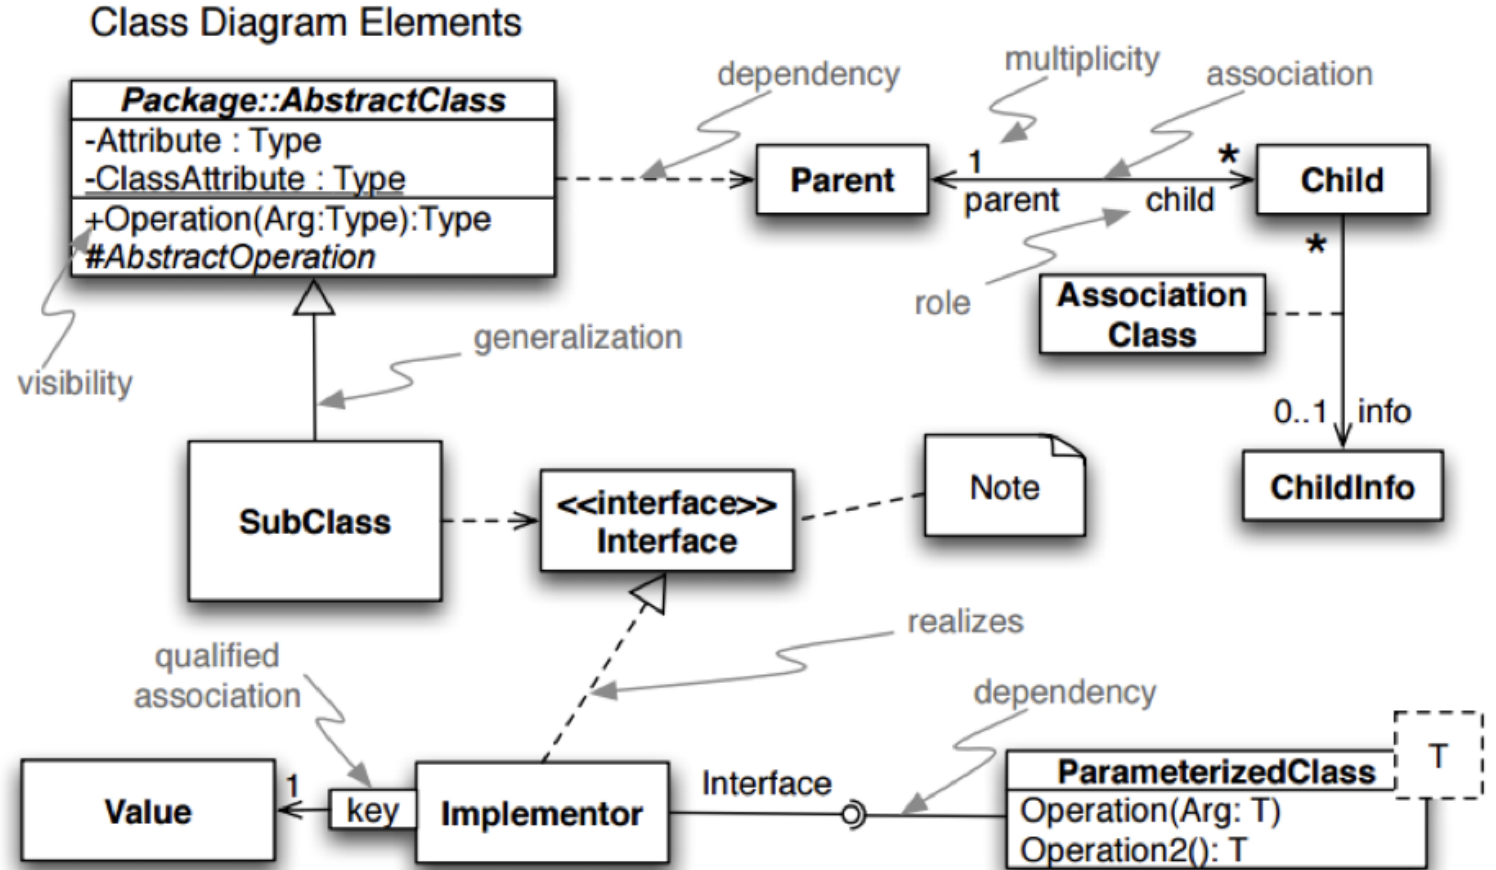 Class Diagram Elements
Package::AbstractClass
-Attribute : Type
-ClassAttribute : Type
+Operation(Arg:Type):Type
#AbstractOperation
dependency
multiplicity
association
Parent
1
parent
*
child
Child
role
*
Association
Class
0..1
info
ChildInfo
visibility
generalization
SubClass
<<interface>>
Interface
Note
realizes
qualified
association
Value
1
key
Implementor
Interface
dependency
T
ParameterizedClass
Operation(Arg: T)
Operation2(): T